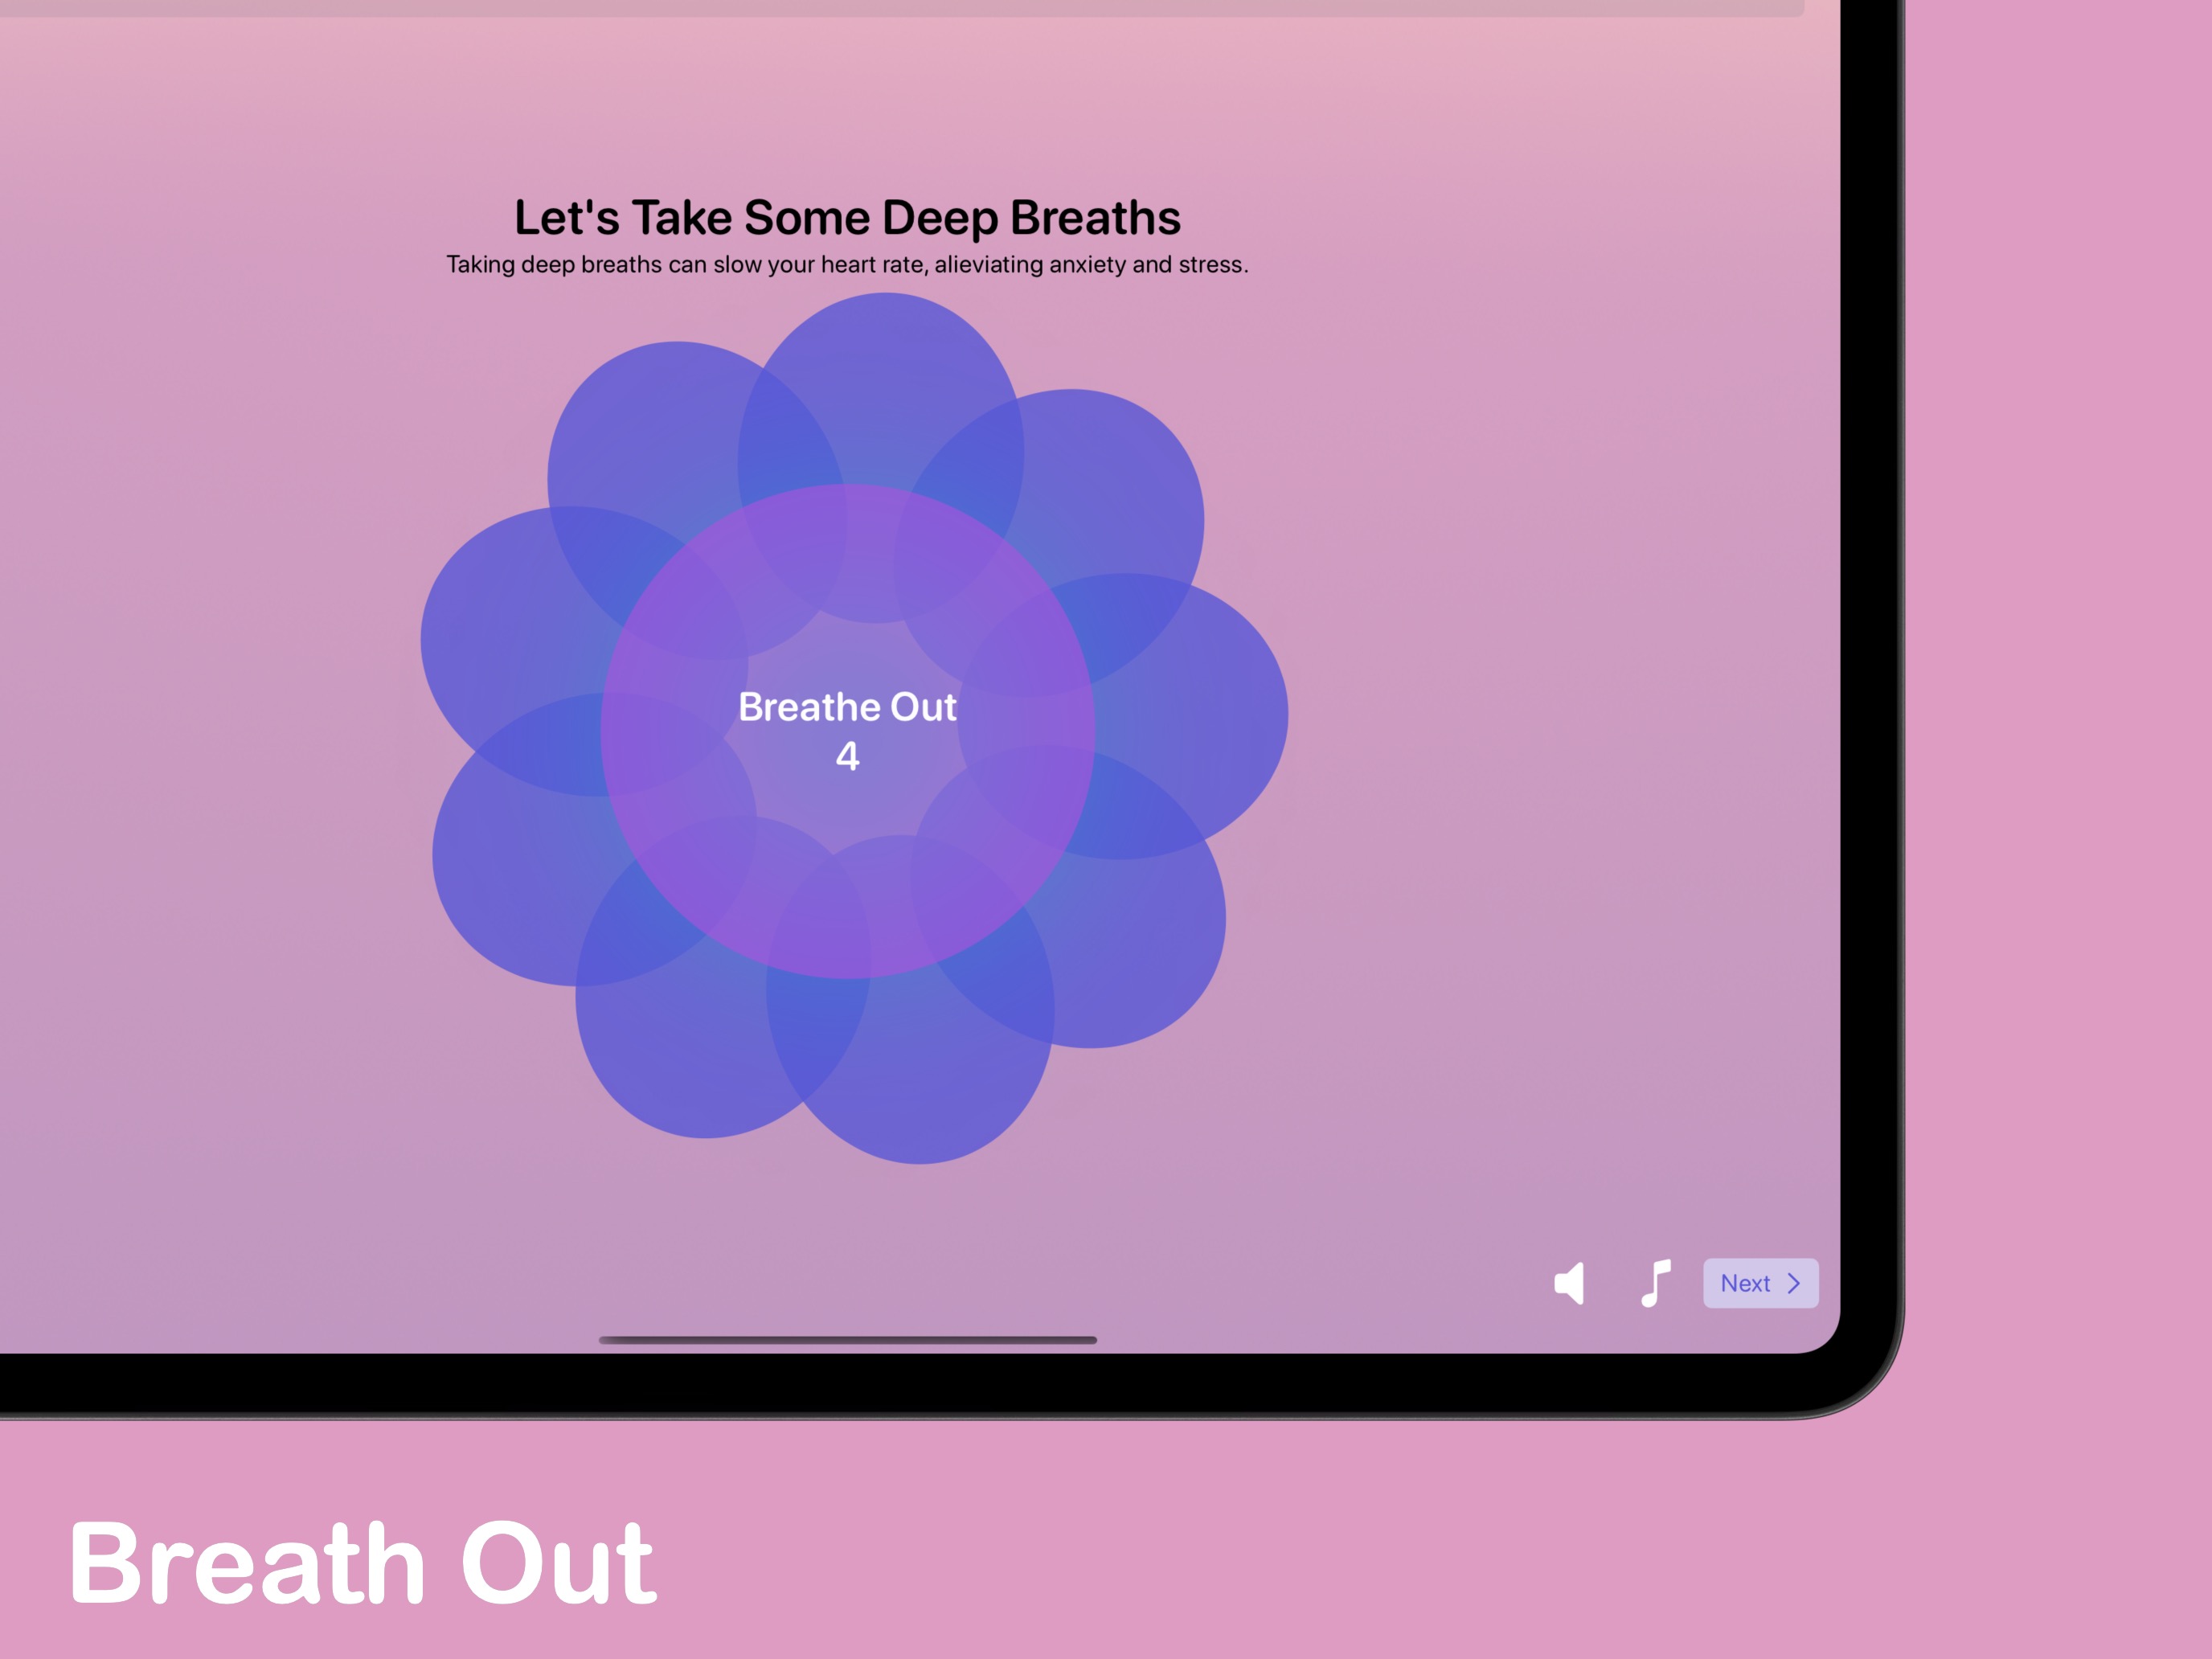 Let's Take Some Deep Breaths
Taking deep breaths can slow your heart rate, alieviating anxiety and stress.
Breathe Out
4
Next
Breath Out